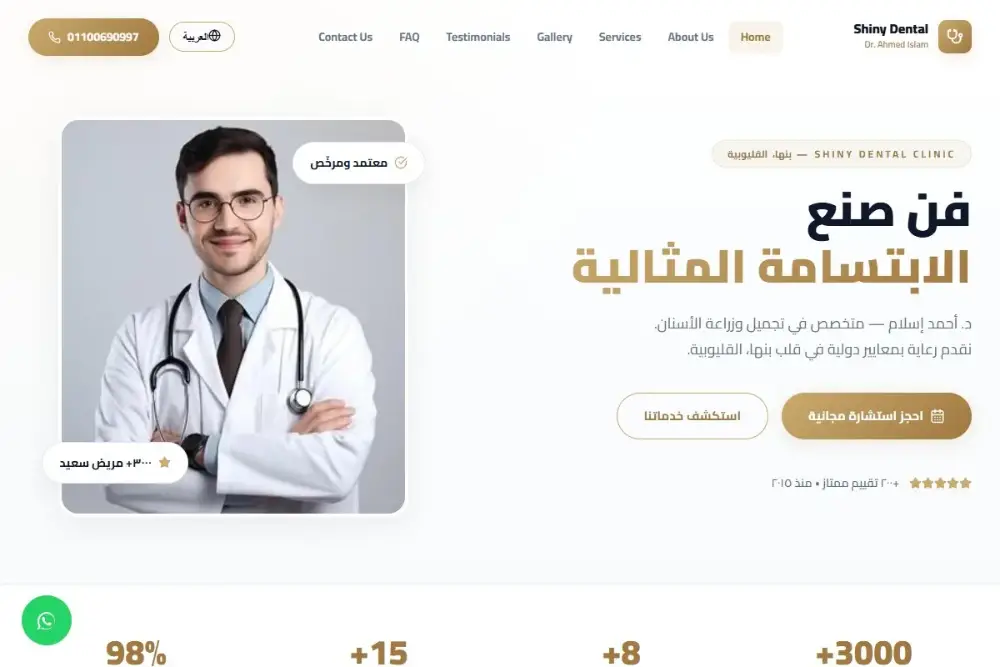 Shiny Dental
Dr. Ahmed Islam
Home
About Us
Services
Gallery
Testimonials
FAQ
Contact Us
العربية
01100690997
SHINY DENTAL CLINIC — بنها، القليوبية
فن صنع
الابتسامة المثالية
د. أحمد إسلام — متخصص في تجميل وزراعة الأسنان.
نقدم رعاية بمعايير دولية في قلب بنها، القليوبية.
احجز استشارة مجانية
استكشف خدماتنا
+٢٠٠ تقييم ممتاز • منذ ٢٠١٥
معتمد ومرخّص
٣٠٠٠+ مريض سعيد
+3000
+8
+15
98%